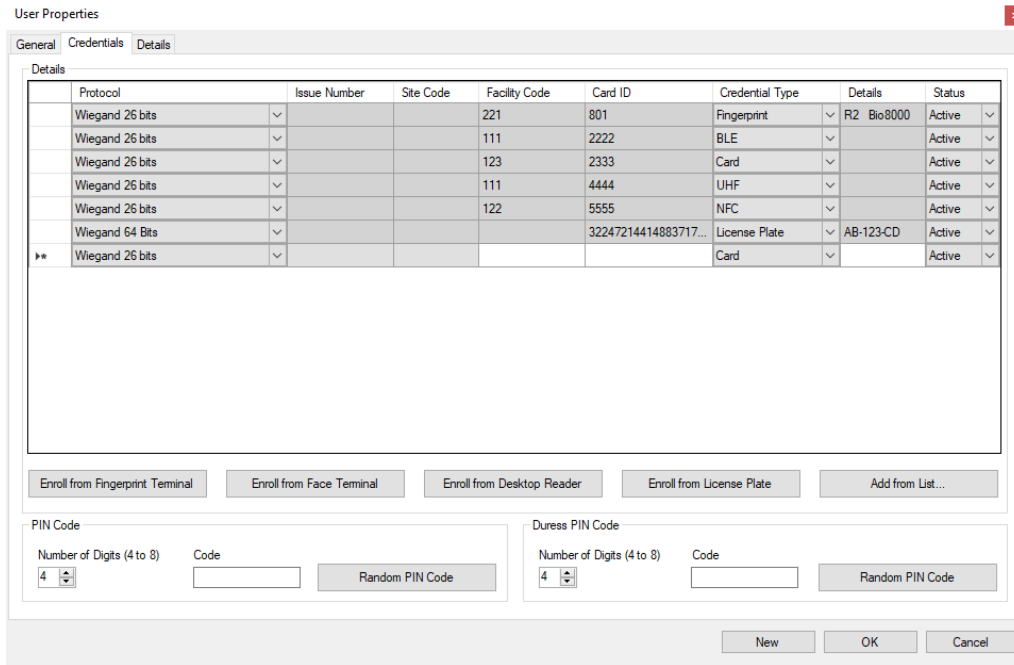 User Properties
General Credentials Details
Details
Protocol Issue Number Site Code Facility Code Card ID Credential Type Details Status
Wiegand 26 bits 221 801 Fingerprint R2 Bio8000 Active
Wiegand 26 bits 111 2222 BLE Active
Wiegand 26 bits 123 2333 Card Active
Wiegand 26 bits 111 4444 UHF Active
Wiegand 26 bits 122 5555 NFC Active
Wiegand 64 Bits 32247214414883717... License Plate AB-123-CD Active
Wiegand 26 bits Card Active
Enroll from Fingerprint Terminal Enroll from Face Terminal Enroll from Desktop Reader Enroll from License Plate Add from List...
PIN Code Duress PIN Code
Number of Digits (4 to 8) Code Number of Digits (4 to 8) Code
4 Random PIN Code 4 Random PIN Code
New OK Cancel